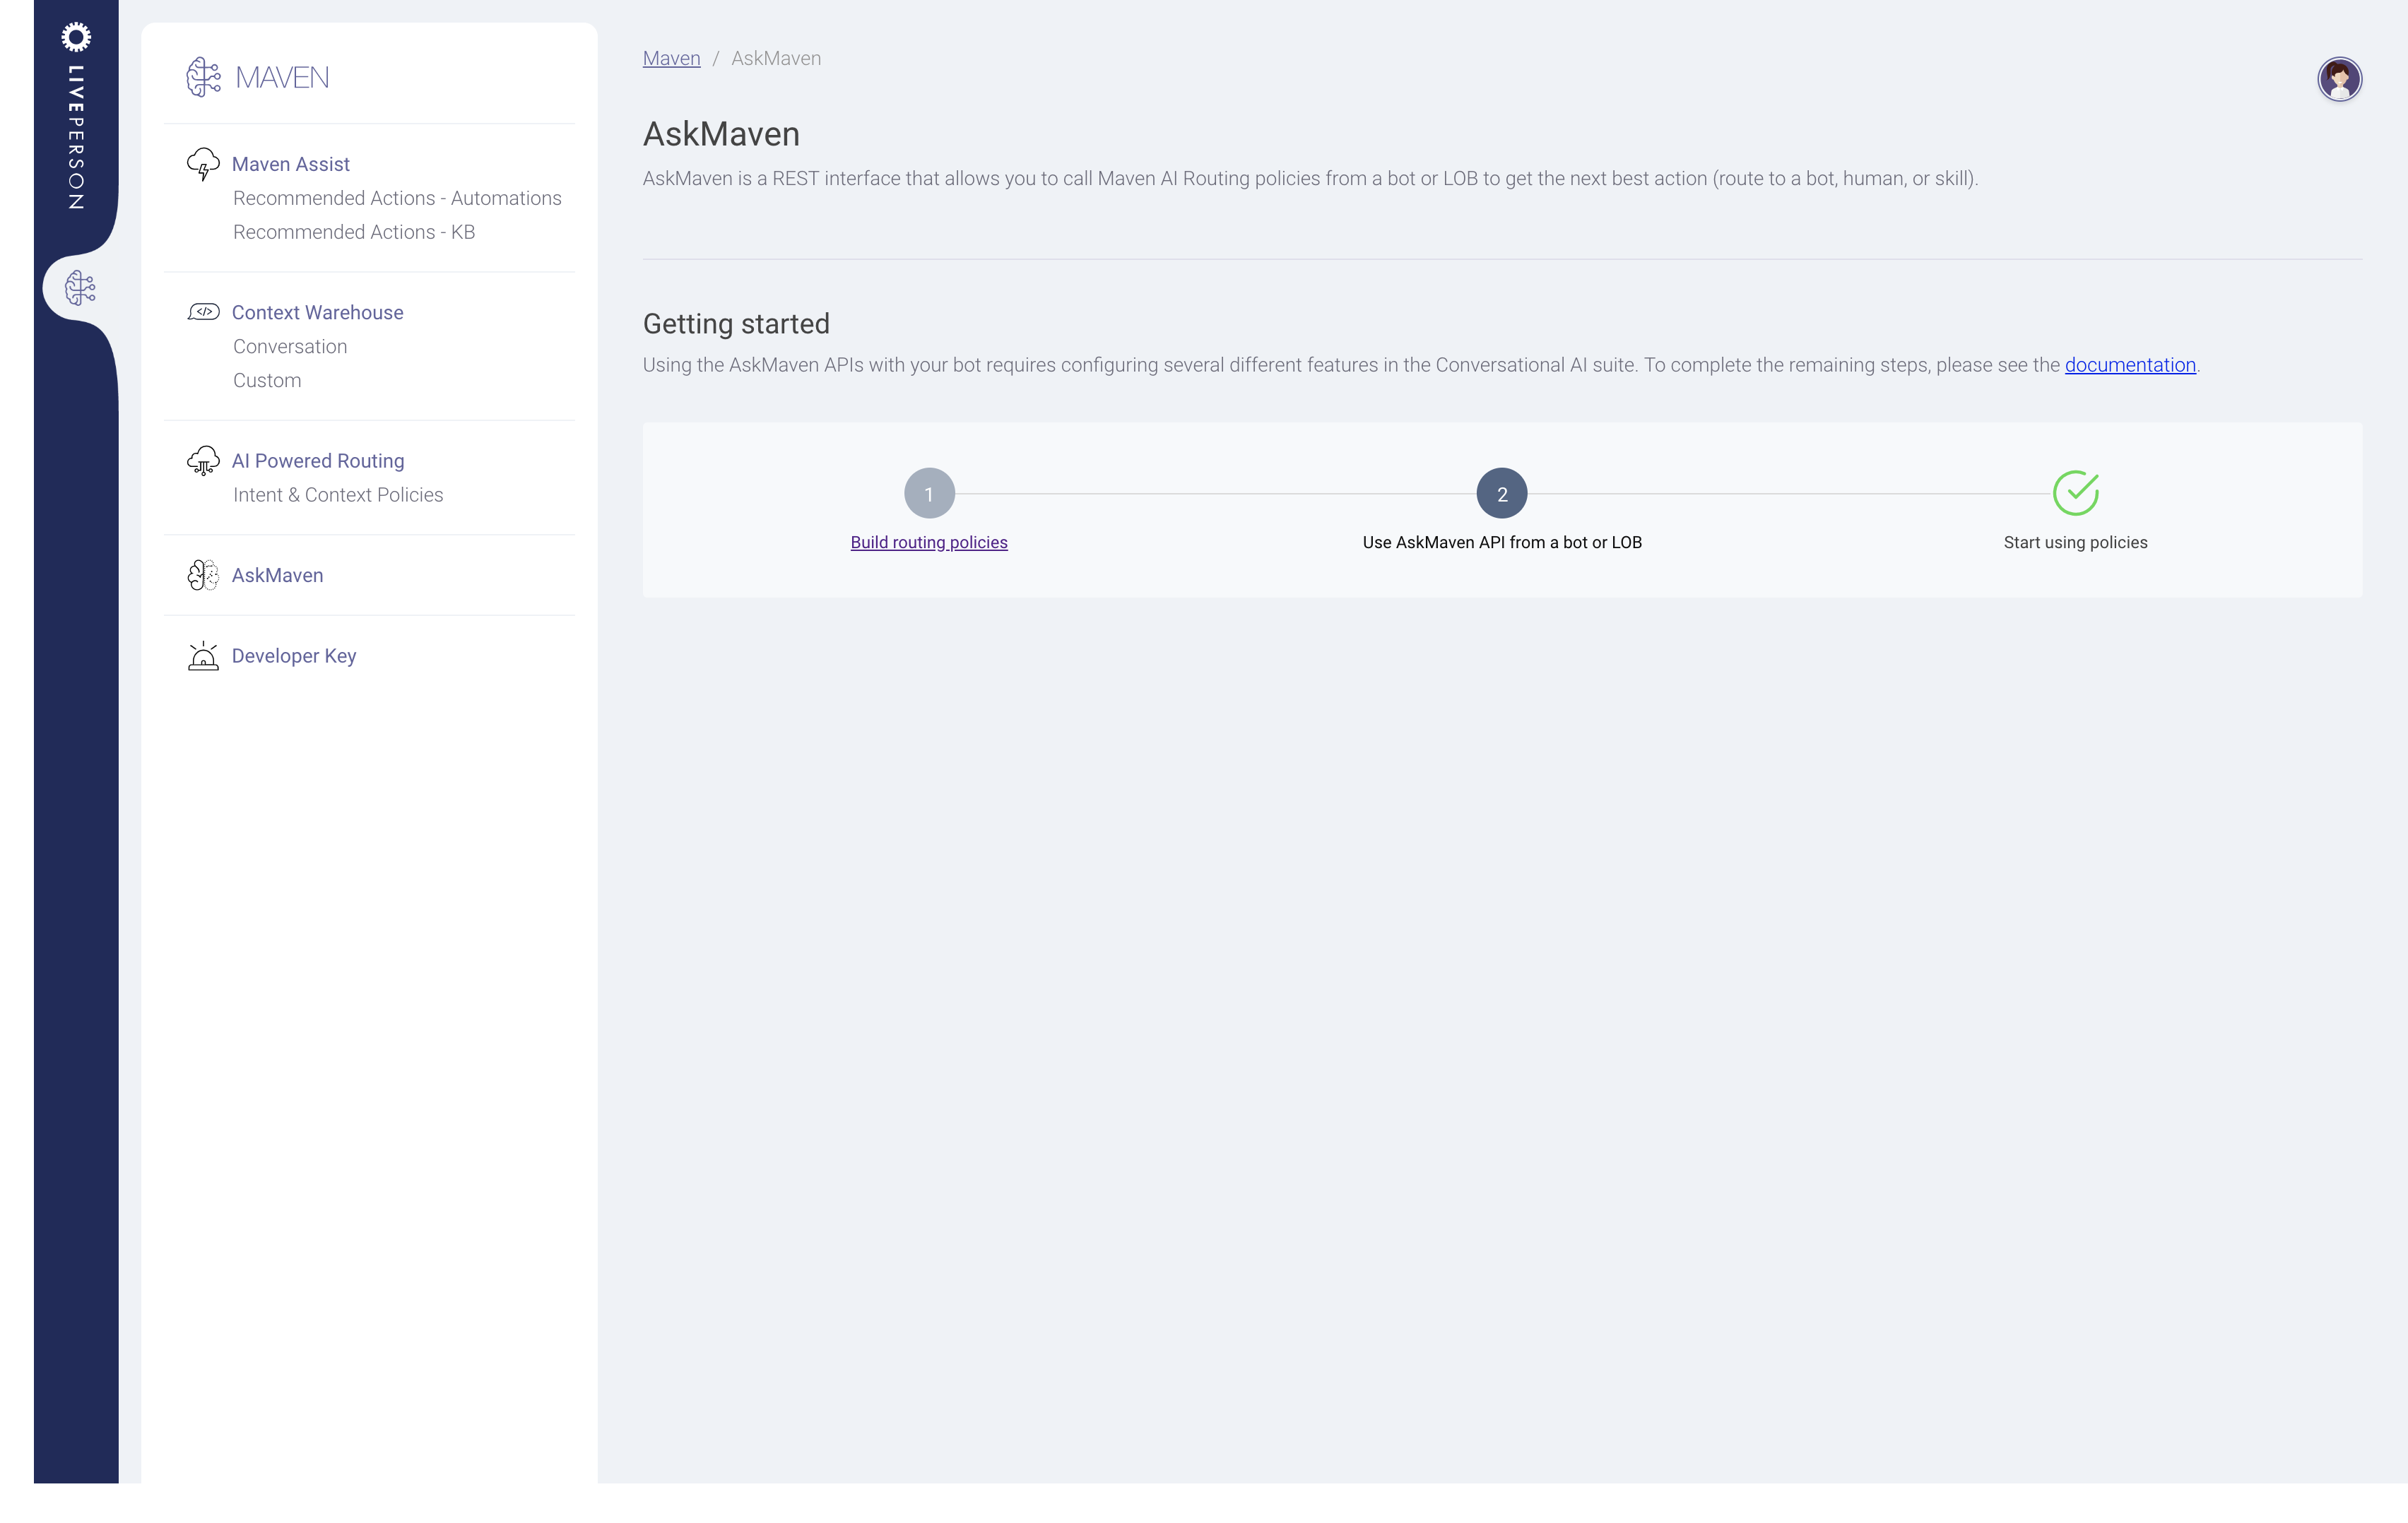 LIVEPERSON
MAVEN
Maven Assist
Recommended Actions - Automations
Recommended Actions - KB
Context Warehouse
Conversation
Custom
AI Powered Routing
Intent & Context Policies
AskMaven
Developer Key
Maven / AskMaven
AskMaven
AskMaven is a REST interface that allows you to call Maven AI Routing policies from a bot or LOB to get the next best action (route to a bot, human, or skill).
Getting started
Using the AskMaven APIs with your bot requires configuring several different features in the Conversational AI suite. To complete the remaining steps, please see the documentation.
1
Build routing policies
2
Use AskMaven API from a bot or LOB
Start using policies